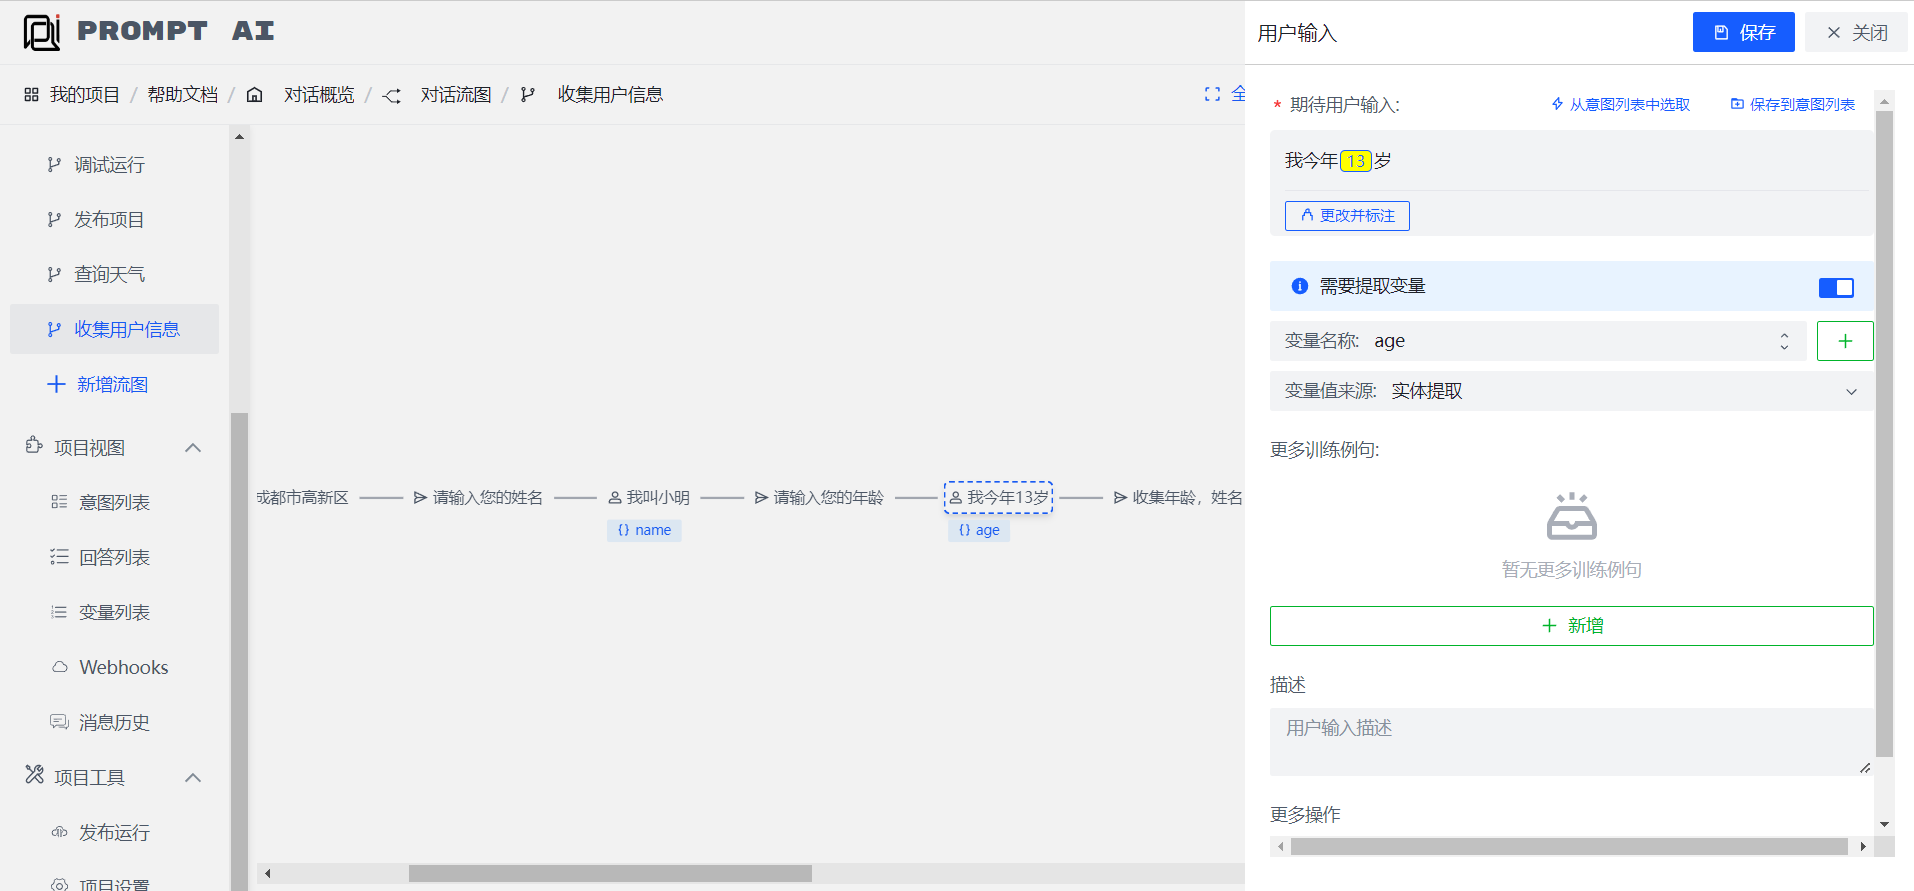 PROMPT AI
我的项目 / 帮助文档 / 对话概览 / 对话流图 / 收集用户信息
全
调试运行
发布项目
查询天气
收集用户信息
新增流图
项目视图
意图列表
回答列表
变量列表
Webhooks
消息历史
项目工具
发布运行
项目设置
成都市高新区
请输入您的姓名
我叫小明
{} name
请输入您的年龄
我今年13岁
{} age
收集年龄，姓名
用户输入
保存
关闭
* 期待用户输入:
从意图列表中选取
保存到意图列表
我今年13岁
更改并标注
需要提取变量
变量名称: age
变量值来源: 实体提取
更多训练例句:
暂无更多训练例句
新增
描述
用户输入描述
更多操作